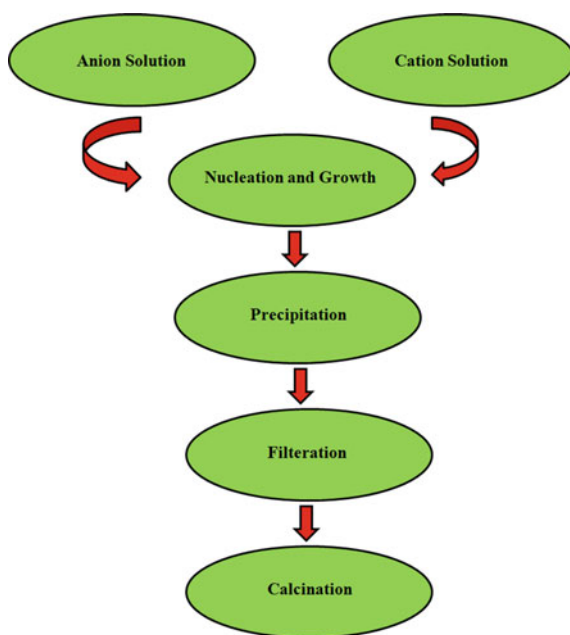 Anion Solution
Cation Solution
Nucleation and Growth
Precipitation
Filteration
Calcination